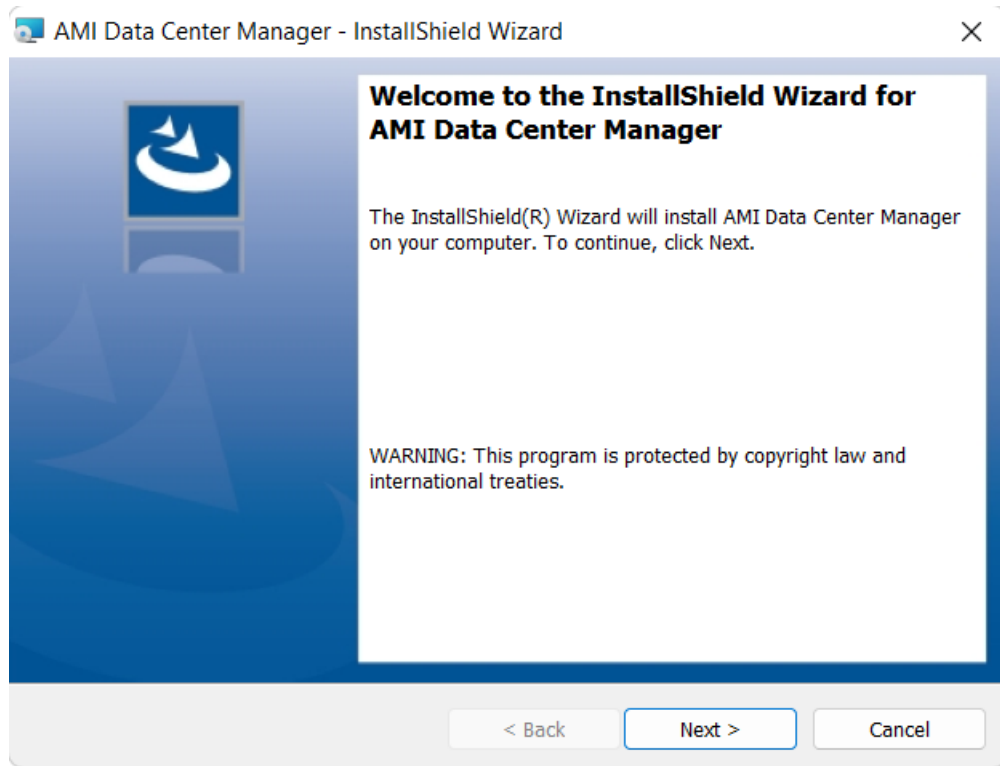 AMI Data Center Manager - InstallShield Wizard
Welcome to the InstallShield Wizard for
AMI Data Center Manager
The InstallShield(R) Wizard will install AMI Data Center Manager
on your computer. To continue, click Next.
WARNING: This program is protected by copyright law and
international treaties.
< Back
Next >
Cancel